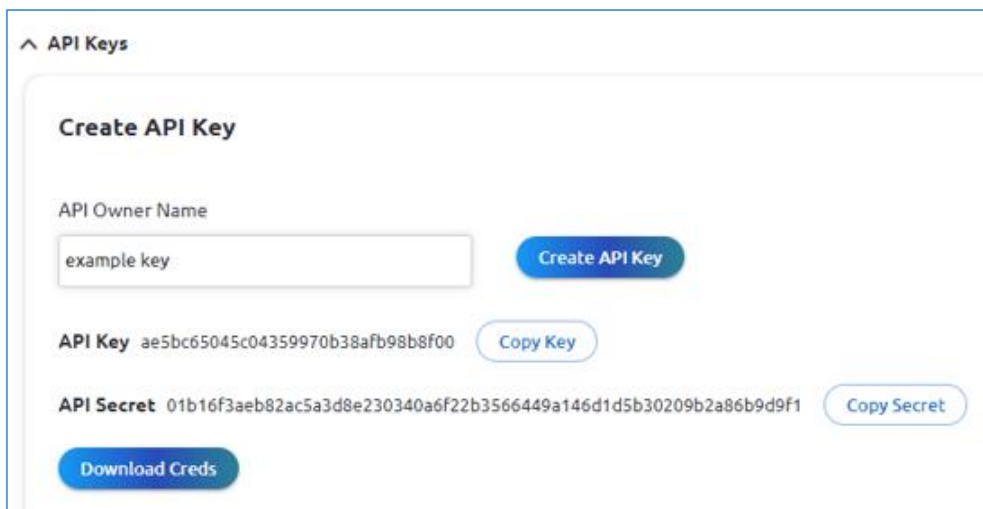 API Keys
Create API Key
API Owner Name
example key Create API Key
API Key ae5bc65045c04359970b38afb98b8f00 Copy Key
API Secret 01b16f3aeb82ac5a3d8e230340a6f22b3566449a146d1d5b30209b2a86b9d9f1 Copy Secret
Download Creds